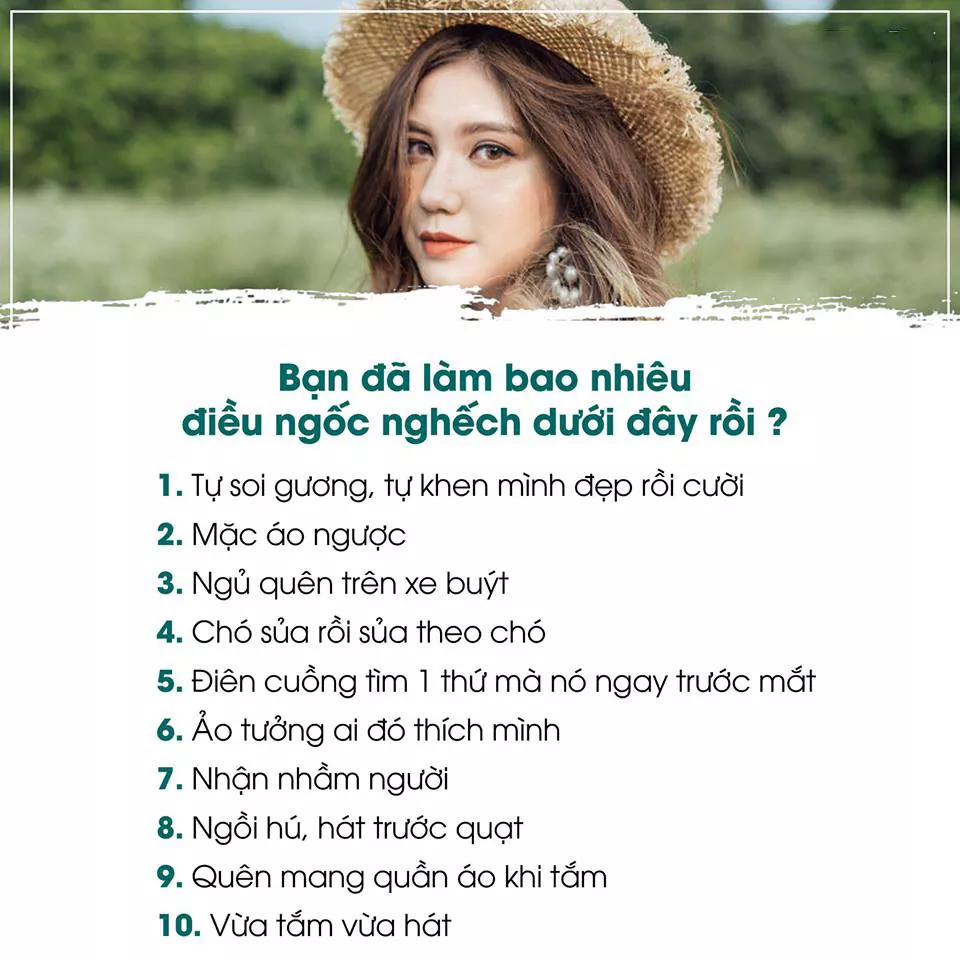 Bạn đã làm bao nhiêu
điều ngốc nghếch dưới đây rồi ?
1. Tự soi gương, tự khen mình đẹp rồi cười
2. Mặc áo ngược
3. Ngủ quên trên xe buýt
4. Chó sủa rồi sủa theo chó
5. Điên cuồng tìm 1 thứ mà nó ngay trước mắt
6. Ảo tưởng ai đó thích mình
7. Nhận nhầm người
8. Ngồi hú, hát trước quạt
9. Quên mang quần áo khi tắm
10. Vừa tắm vừa hát